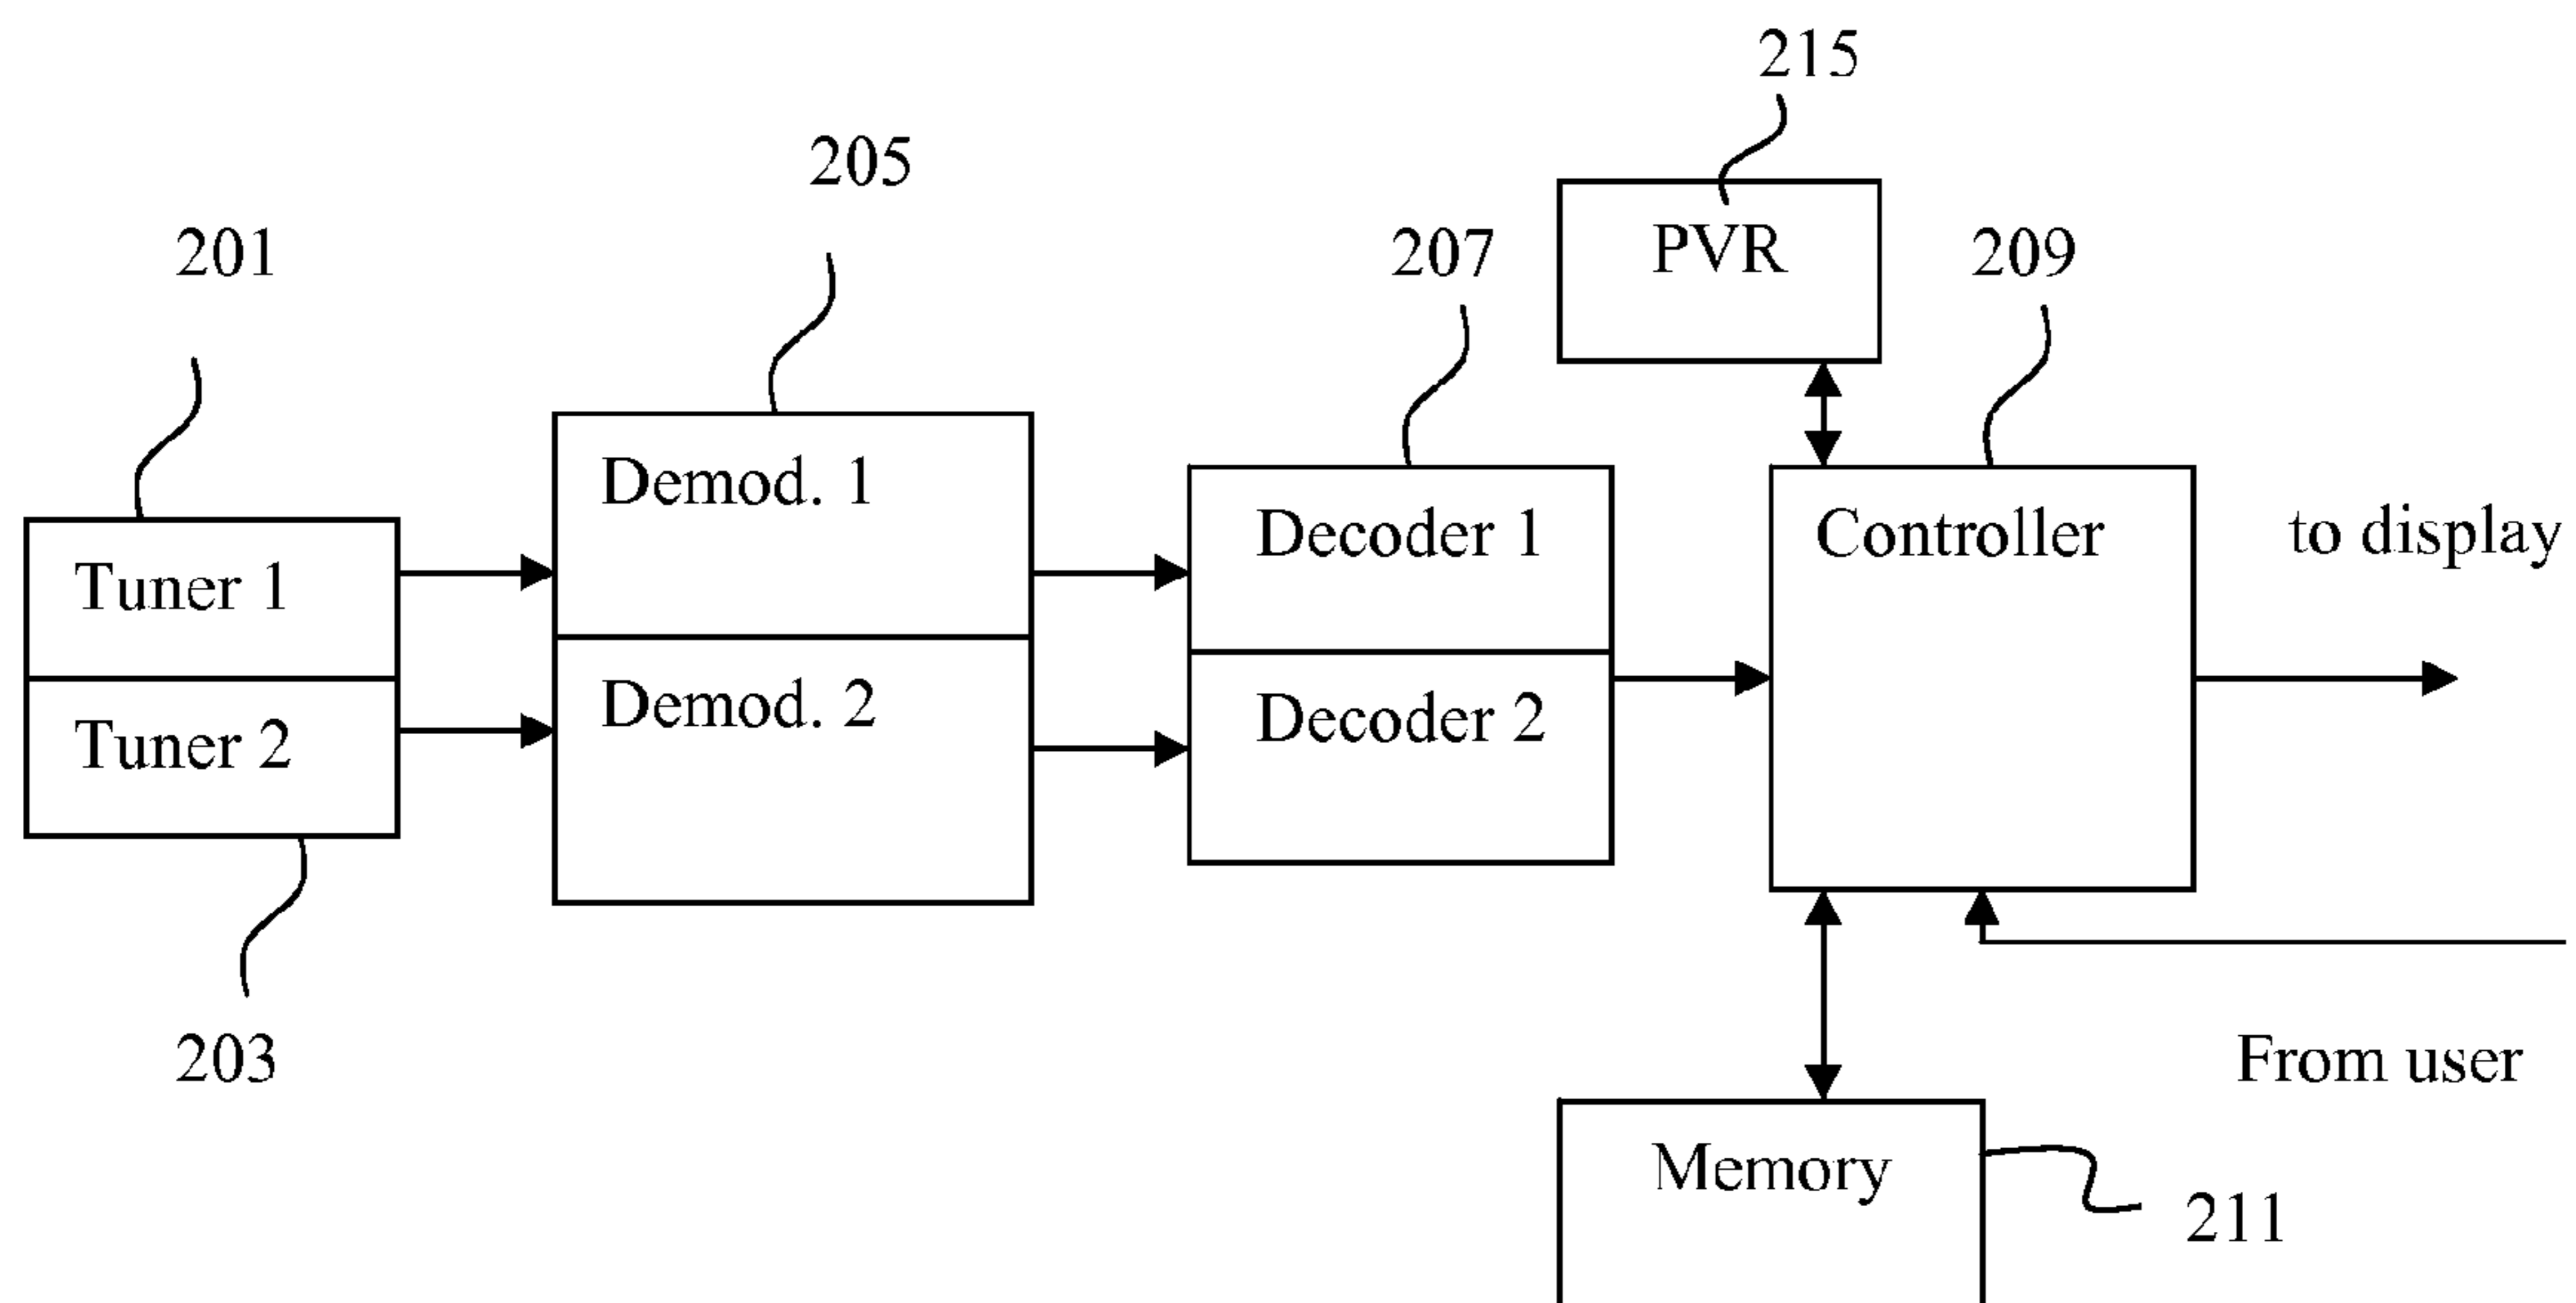 215
205
201
207
PVR
209
Demod. 1
Decoder 1
Controller
to display
Tuner 1
Demod. 2
Decoder 2
Tuner 2
203
From user
Memory
211